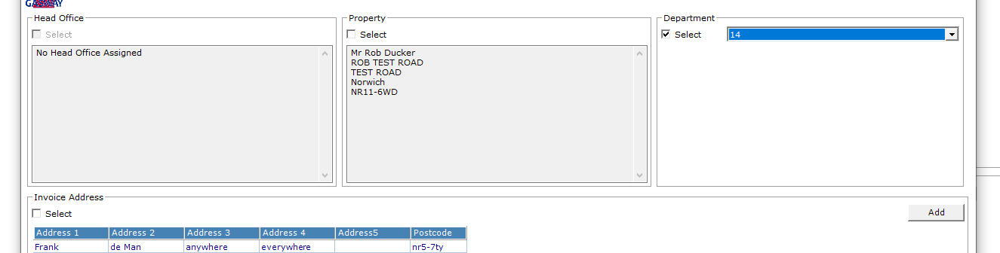 Head Office
Select
No Head Office Assigned
Property
Select
Mr Rob Ducker
ROB TEST ROAD
TEST ROAD
Norwich
NR11-6WD
Department
Select 14
Invoice Address
Select
Add
Address 1 Address 2 Address 3 Address 4 Address5 Postcode
Frank de Man anywhere everywhere nr5-7ty